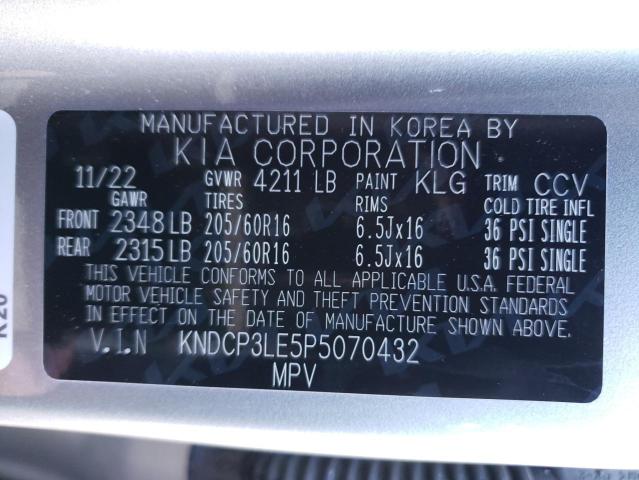 MANUFACTURED IN KOREA BY
KIA CORPORATION
11/22 GVWR 4211 LB PAINT KLG TRIM CCV
GAWR TIRES RIMS COLD TIRE INFL
FRONT 2348 LB 205/60R16 6.5Jx16 36 PSI SINGLE
REAR 2315 LB 205/60R16 6.5Jx16 36 PSI SINGLE
THIS VEHICLE CONFORMS TO ALL APPLICABLE U.S.A. FEDERAL
MOTOR VEHICLE SAFETY AND THEFT PREVENTION STANDARDS
IN EFFECT ON THE DATE OF MANUFACTURE SHOWN ABOVE.
V.I.N KNDCP3LE5P5070432
MPV